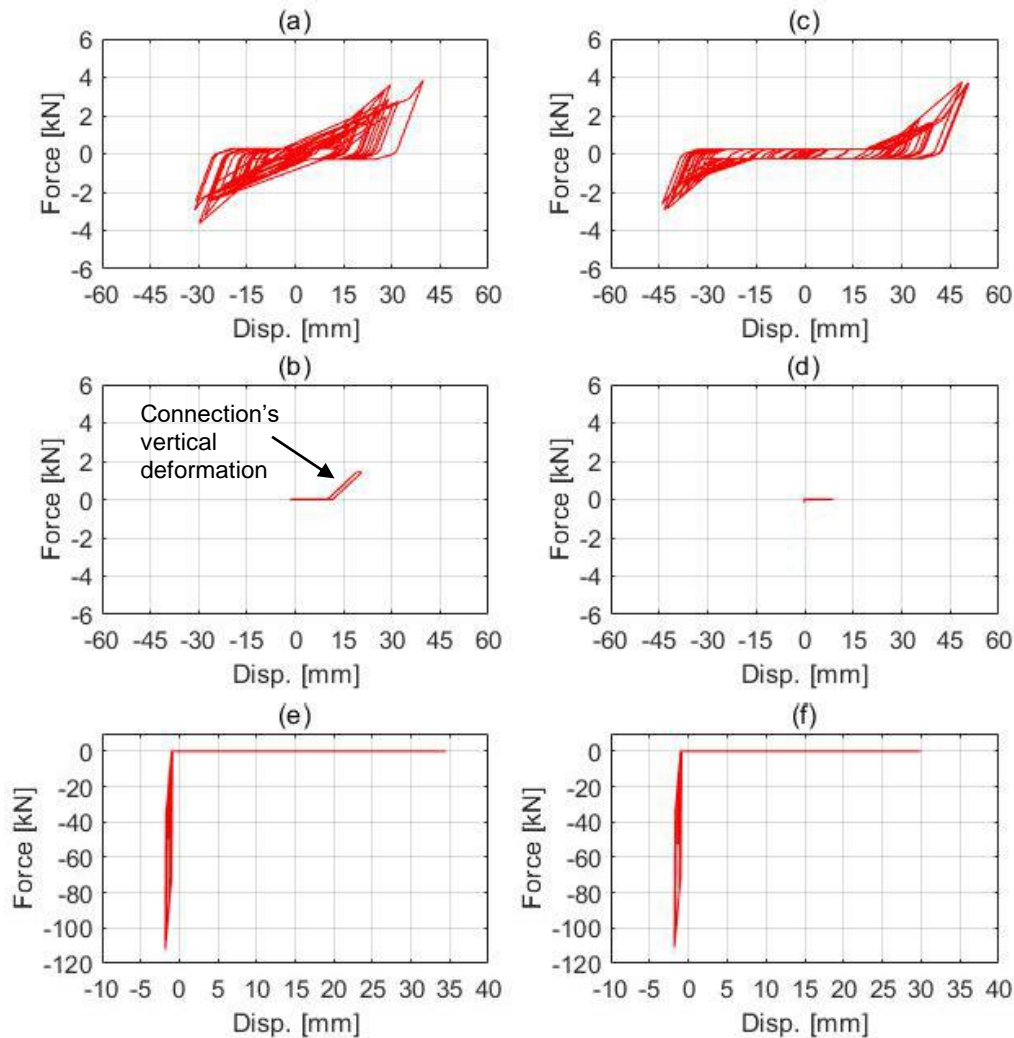 (a)
6
4
2
0
-2
-4
-6
Force [kN]
-60 -45 -30 -15 0 15 30 45 60
Disp. [mm]
(c)
6
4
2
0
-2
-4
-6
Force [kN]
-60 -45 -30 -15 0 15 30 45 60
Disp. [mm]
(b)
6
4
2
0
-2
-4
-6
Force [kN]
Connection's
vertical
deformation
-60 -45 -30 -15 0 15 30 45 60
Disp. [mm]
(d)
6
4
2
0
-2
-4
-6
Force [kN]
-60 -45 -30 -15 0 15 30 45 60
Disp. [mm]
(e)
0
-20
-40
-60
-80
-100
-120
Force [kN]
-10 -5 0 5 10 15 20 25 30 35 40
Disp. [mm]
(f)
0
-20
-40
-60
-80
-100
-120
Force [kN]
-10 -5 0 5 10 15 20 25 30 35 40
Disp. [mm]